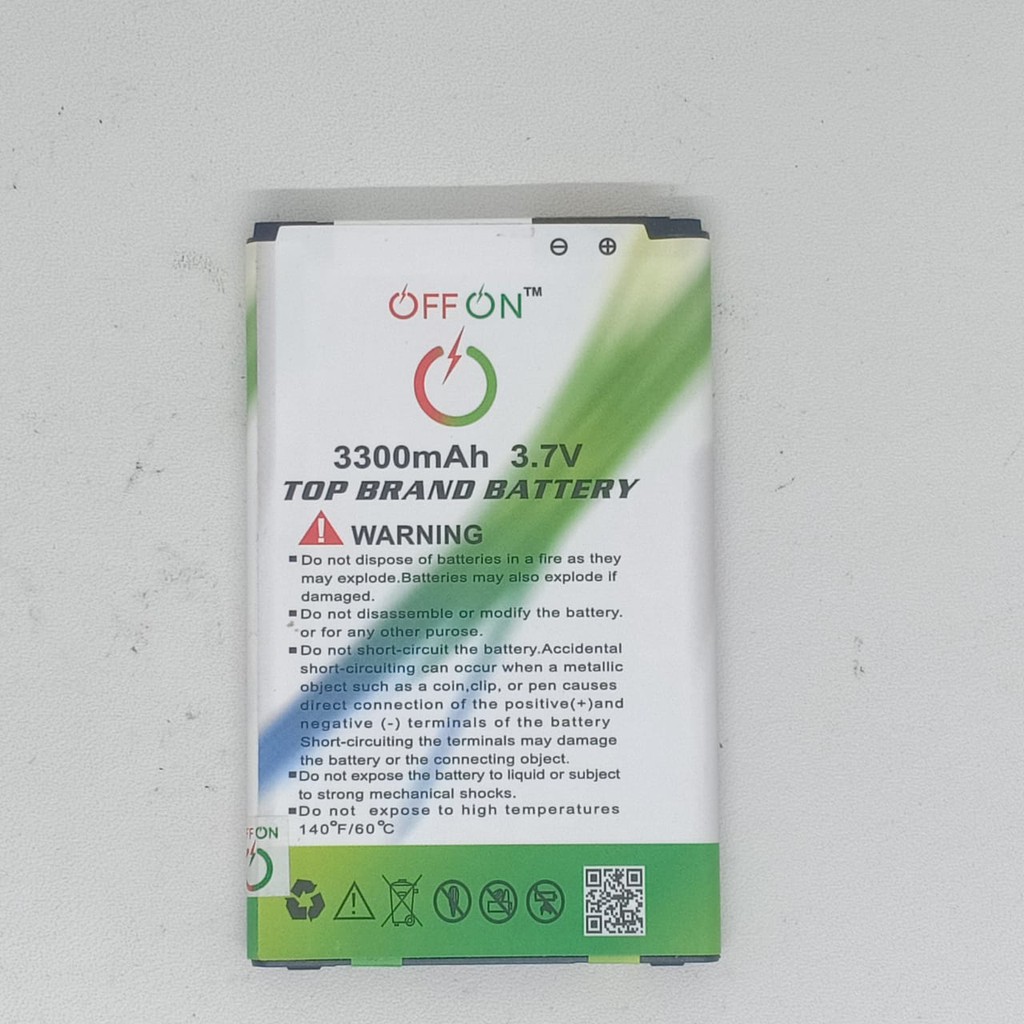 ⊖ ⊕
OFF ON™
3300mAh 3.7V
TOP BRAND BATTERY
WARNING
Do not dispose of batteries in a fire as they
may explode.Batteries may also explode if
damaged.
Do not disassemble or modify the battery.
or for any other purose.
Do not short-circuit the battery.Accidental
short-circuiting can occur when a metallic
object such as a coin,clip, or pen causes
direct connection of the positive(+)and
negative (-) terminals of the battery
Short-circuiting the terminals may damage
the battery or the connecting object.
Do not expose the battery to liquid or subject
to strong mechanical shocks.
Do not expose to high temperatures
140°F/60°C
FF ON